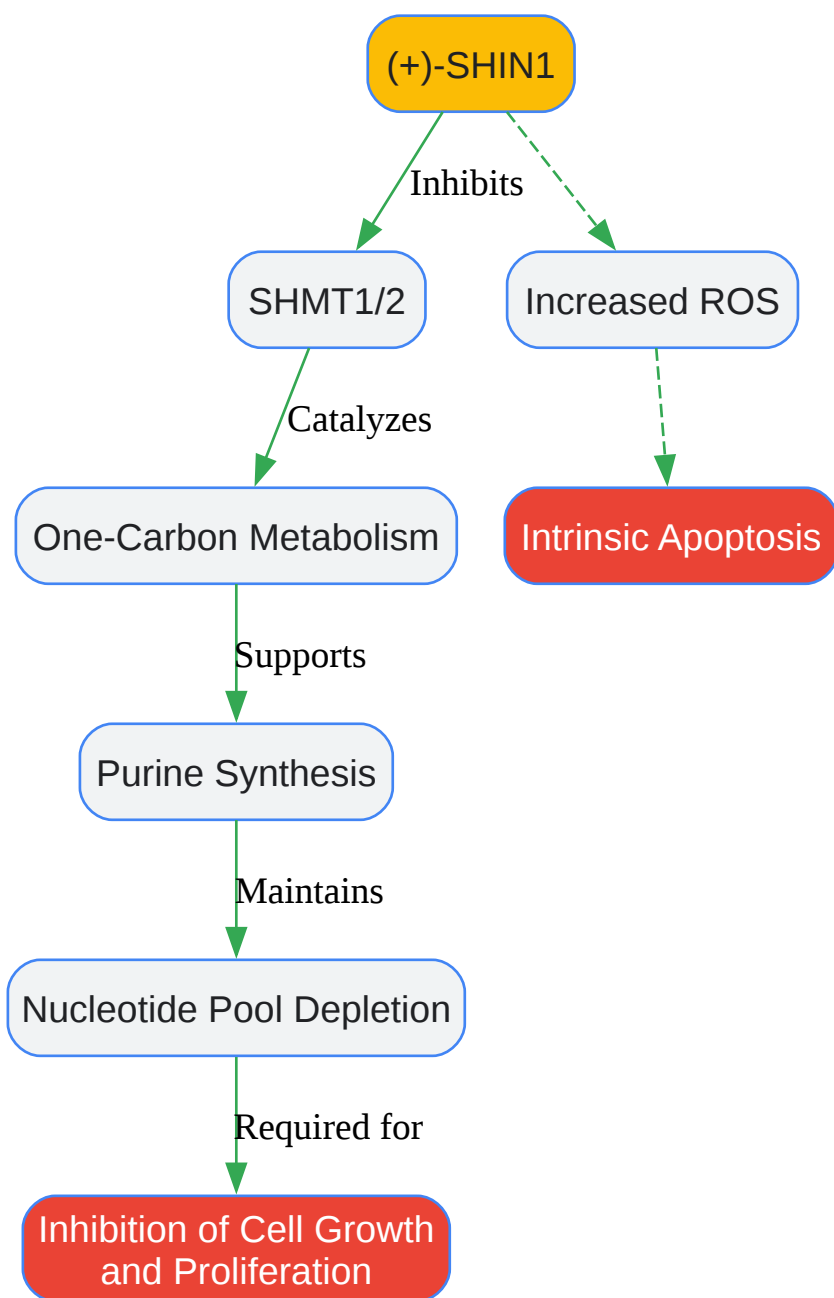 (+)-SHIN1
Inhibits
SHMT1/2
Increased ROS
Catalyzes
One-Carbon Metabolism
Intrinsic Apoptosis
Supports
Purine Synthesis
Maintains
Nucleotide Pool Depletion
Required for
Inhibition of Cell Growth
and Proliferation